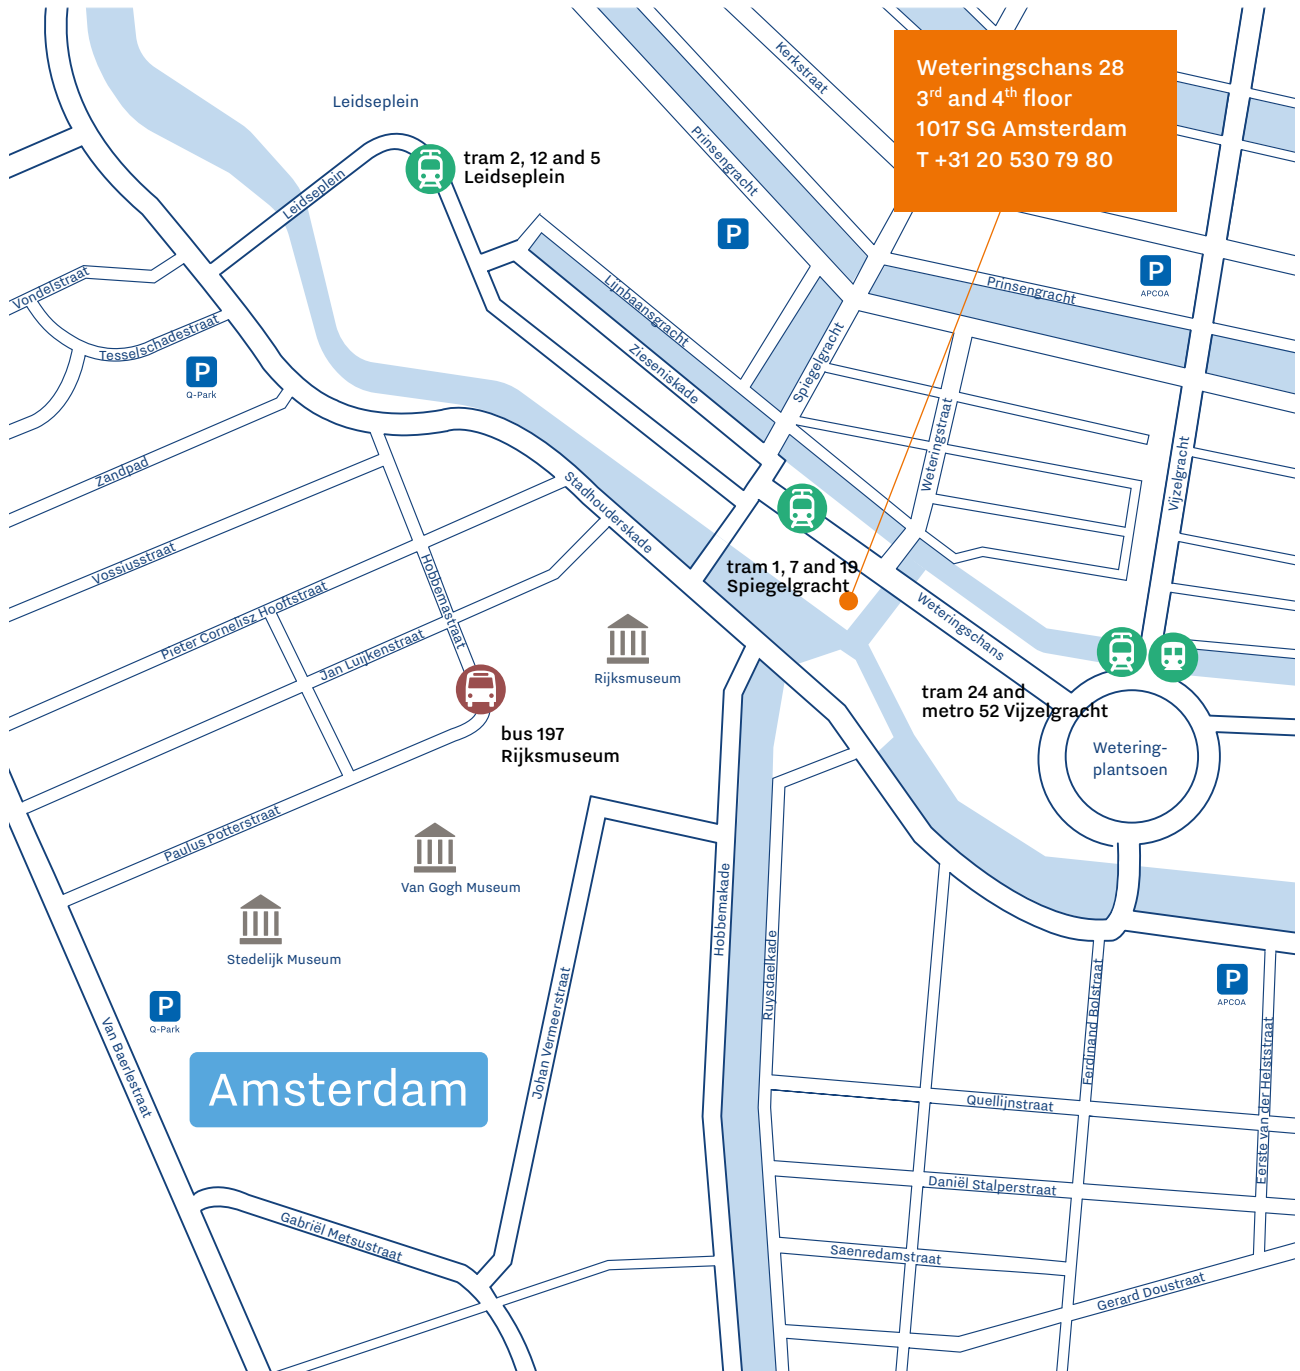 Kerkstraat
Weteringschans 28
3rd and 4th floor
1017 SG Amsterdam
T +31 20 530 79 80
Leidseplein
tram 2, 12 and 5
Leidseplein
Prinsengracht
Leidseplein
P
P
APCOA
Prinsengracht
Vondelstraat
Tesselschadestraat
Lijnbaansgracht
Zieseniskade
Spiegelgracht
P
Q-Park
Weteringstraat
Vijzelgracht
Zandpad
Stadhouderskade
Vossiusstraat
Hobbemastraat
tram 1, 7 and 19
Spiegelgracht
Pieter Cornelisz Hooftstraat
Jan Luijkenstraat
Weteringschans
Rijksmuseum
tram 24 and
metro 52 Vijzelgracht
bus 197
Rijksmuseum
Wetering-
plantsoen
Paulus Potterstraat
Van Gogh Museum
Hobbemakade
Stedelijk Museum
Ruysdaelkade
P
Q-Park
P
APCOA
Van Baerlestraat
Johan Vermeerstraat
Ferdinand Bolstraat
Eerste van der Helststraat
Amsterdam
Quellijnstraat
Daniël Stalperstraat
Gabriël Metsustraat
Saenredamstraat
Gerard Doustraat